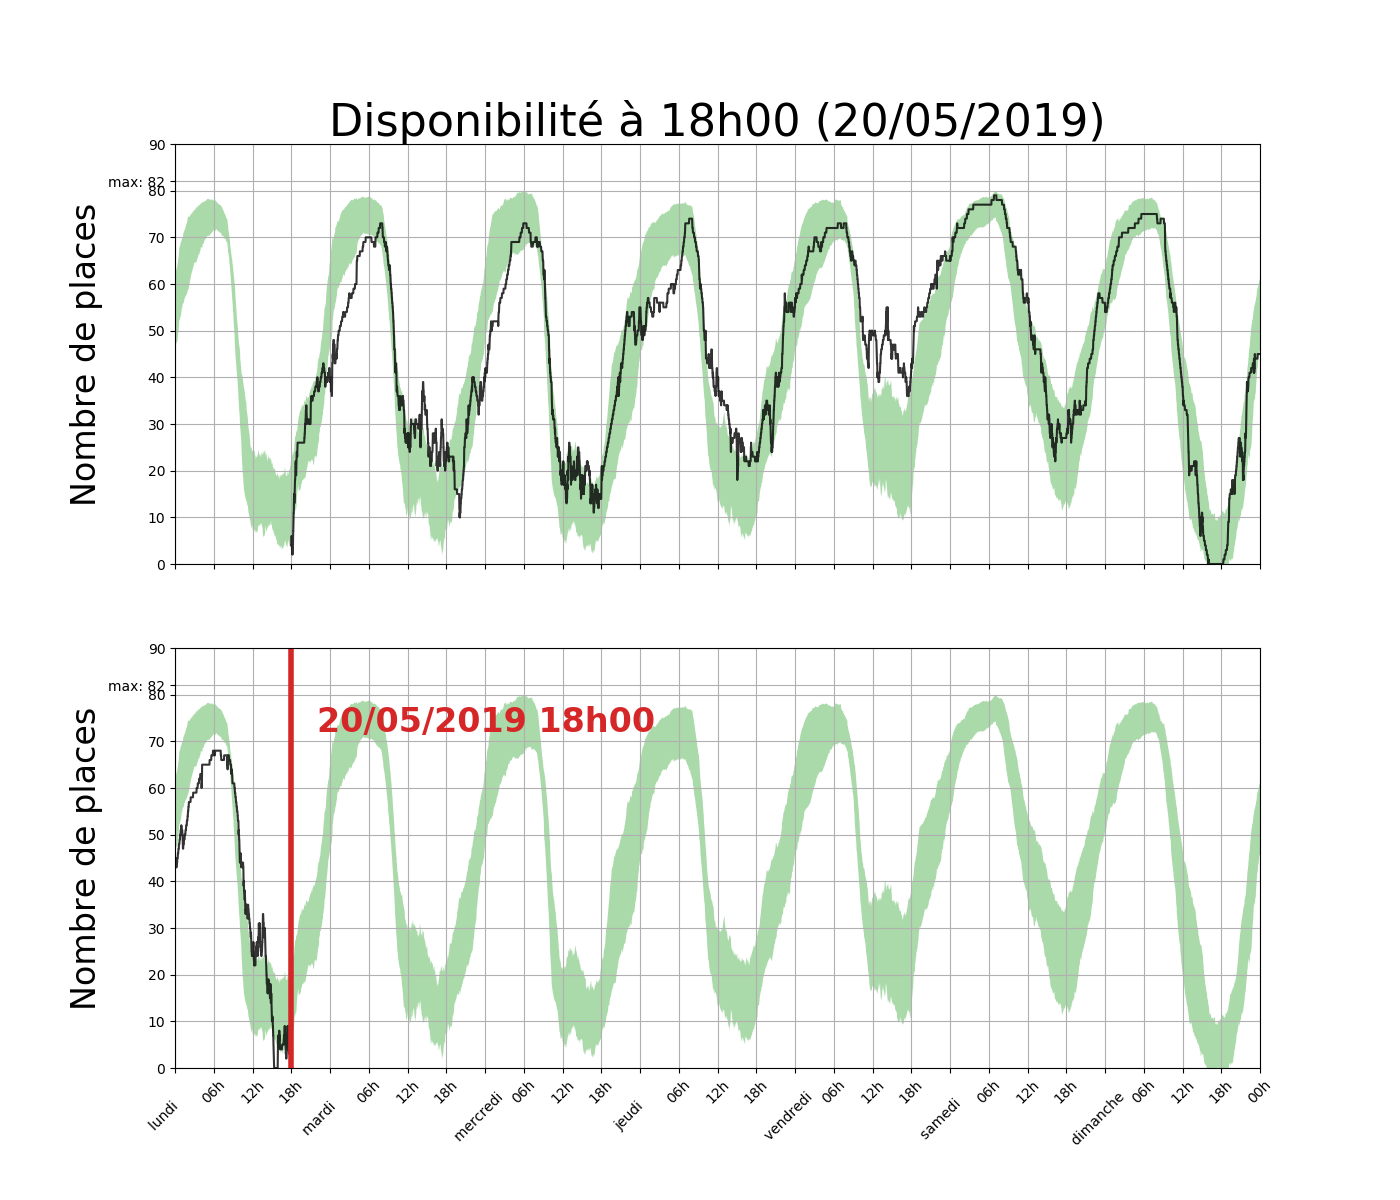 Disponibilité à 18h00 (20/05/2019)
Nombre de places
90
max: 82
80
70
60
50
40
30
20
10
0
Nombre de places
90
max: 82
80
70
60
50
40
30
20
10
0
20/05/2019 18h00
lundi 06h 12h 18h mardi 06h 12h 18h mercredi 06h 12h 18h jeudi 06h 12h 18h vendredi 06h 12h 18h samedi 06h 12h 18h dimanche 06h 12h 18h 00h